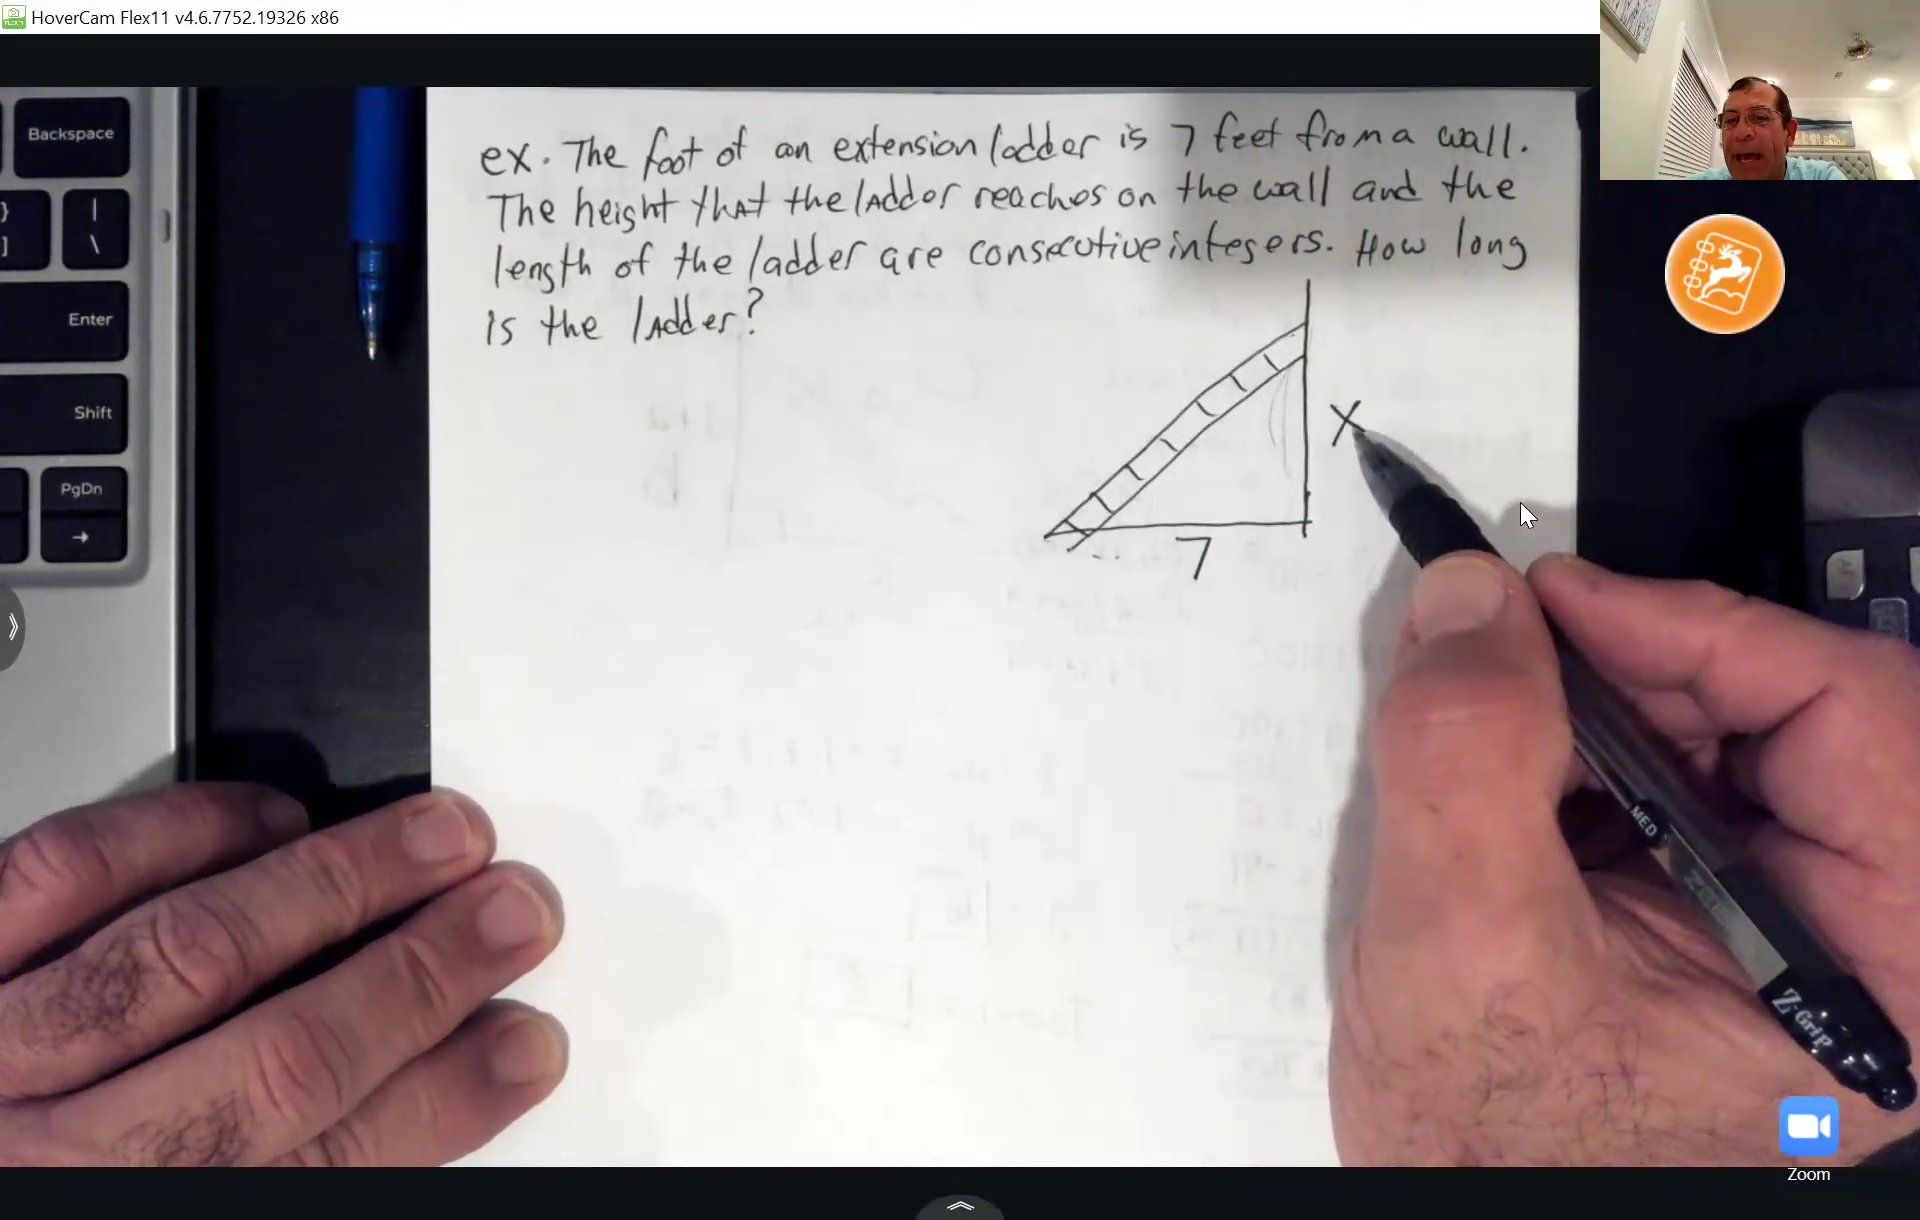 HoverCam Flex11 v4.6.7752.19326 x86
Backspace
ex. The foot of an extension ladder is 7 feet from a wall.
The height that the ladder reaches on the wall and the
length of the ladder are consecutive integers. How long
is the ladder?
}
]
|
\
Enter
Shift
PgDn
→
X
7
MED
Z-Grip
Zoom